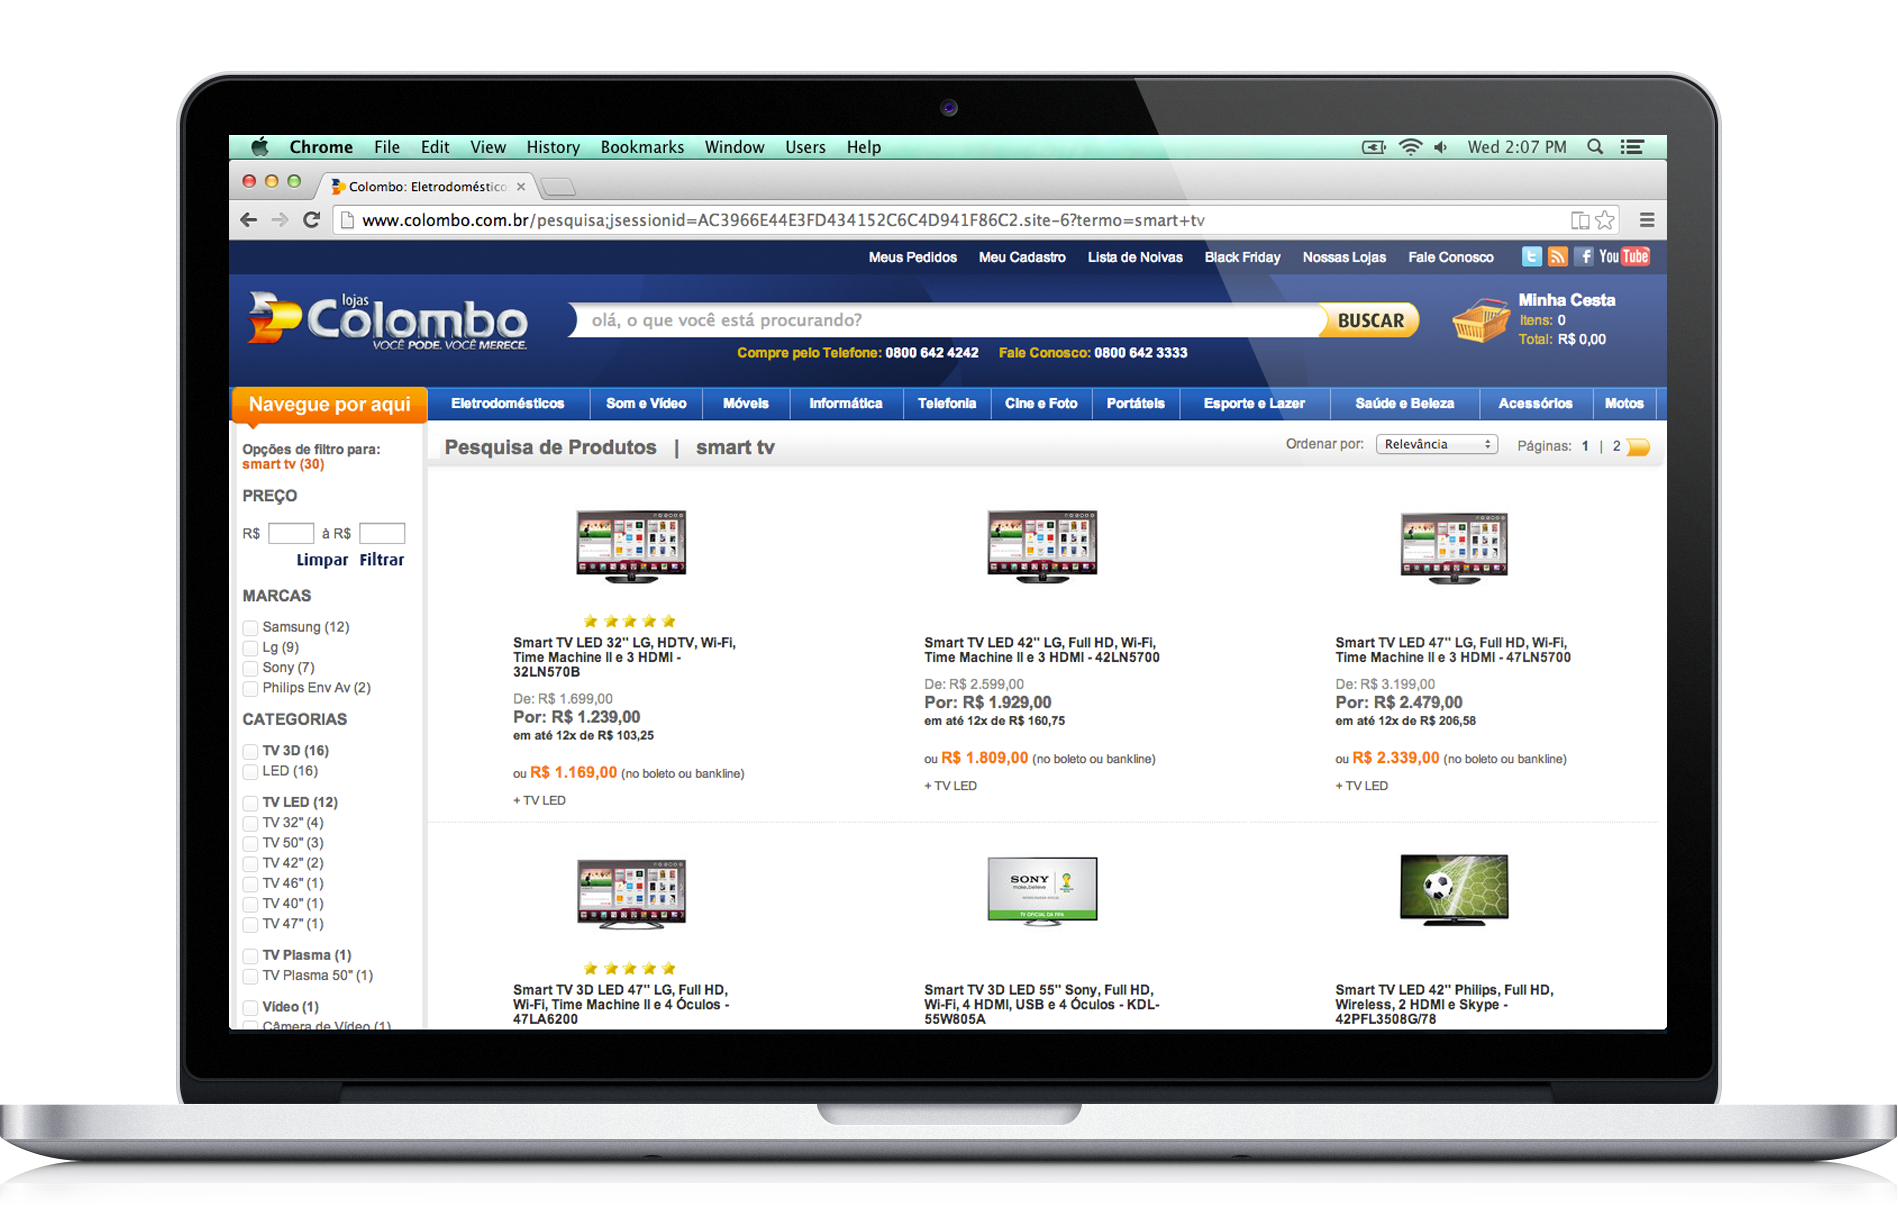 Chrome File Edit View History Bookmarks Window Users Help Wed 2:07 PM
Colombo: Eletrodoméstico
www.colombo.com.br/pesquisa;jsessionid=AC3966E44E3FD434152C6C4D941F86C2.site-6?termo=smart+tv
Meus Pedidos Meu Cadastro Lista de Noivas Black Friday Nossas Lojas Fale Conosco You Tube
lojas
Colombo
VOCÊ PODE. VOCÊ MERECE.
olá, o que você está procurando?
BUSCAR
Compre pelo Telefone: 0800 642 4242 Fale Conosco: 0800 642 3333
Minha Cesta
Itens: 0
Total: R$ 0,00
Navegue por aqui
Eletrodomésticos Som e Vídeo Móveis Informática Telefonia Cine e Foto Portáteis Esporte e Lazer Saúde e Beleza Acessórios Motos
Opções de filtro para:
smart tv (30)
PREÇO
R$ à R$
Limpar Filtrar
MARCAS
Samsung (12)
Lg (9)
Sony (7)
Philips Env Av (2)
CATEGORIAS
TV 3D (16)
LED (16)
TV LED (12)
TV 32" (4)
TV 50" (3)
TV 42" (2)
TV 46" (1)
TV 40" (1)
TV 47" (1)
TV Plasma (1)
TV Plasma 50" (1)
Vídeo (1)
Câmera de Vídeo (1)
Pesquisa de Produtos | smart tv
Ordenar por: Relevância Páginas: 1 | 2
Smart TV LED 32" LG, HDTV, Wi-Fi,
Time Machine II e 3 HDMI -
32LN570B
De: R$ 1.699,00
Por: R$ 1.239,00
em até 12x de R$ 103,25
ou R$ 1.169,00 (no boleto ou bankline)
+ TV LED
Smart TV LED 42" LG, Full HD, Wi-Fi,
Time Machine II e 3 HDMI - 42LN5700
De: R$ 2.599,00
Por: R$ 1.929,00
em até 12x de R$ 160,75
ou R$ 1.809,00 (no boleto ou bankline)
+ TV LED
Smart TV LED 47" LG, Full HD, Wi-Fi,
Time Machine II e 3 HDMI - 47LN5700
De: R$ 3.199,00
Por: R$ 2.479,00
em até 12x de R$ 206,58
ou R$ 2.339,00 (no boleto ou bankline)
+ TV LED
Smart TV 3D LED 47" LG, Full HD,
Wi-Fi, Time Machine II e 4 Óculos -
47LA6200
SONY
make.believe
TV OFICIAL DA FIFA
Smart TV 3D LED 55" Sony, Full HD,
Wi-Fi, 4 HDMI, USB e 4 Óculos - KDL-
55W805A
Smart TV LED 42" Philips, Full HD,
Wireless, 2 HDMI e Skype -
42PFL3508G/78